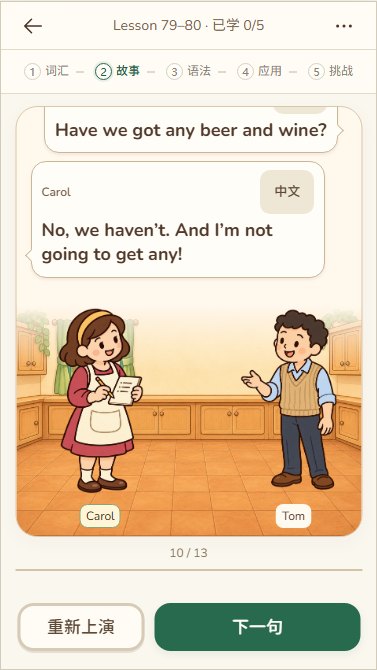 Lesson 79–80 · 已学 0/5
1 词汇 2 故事 3 语法 4 应用 5 挑战
Have we got any beer and wine?
Carol
中文
No, we haven’t. And I’m not
going to get any!
Carol
Tom
10 / 13
重新上演
下一句